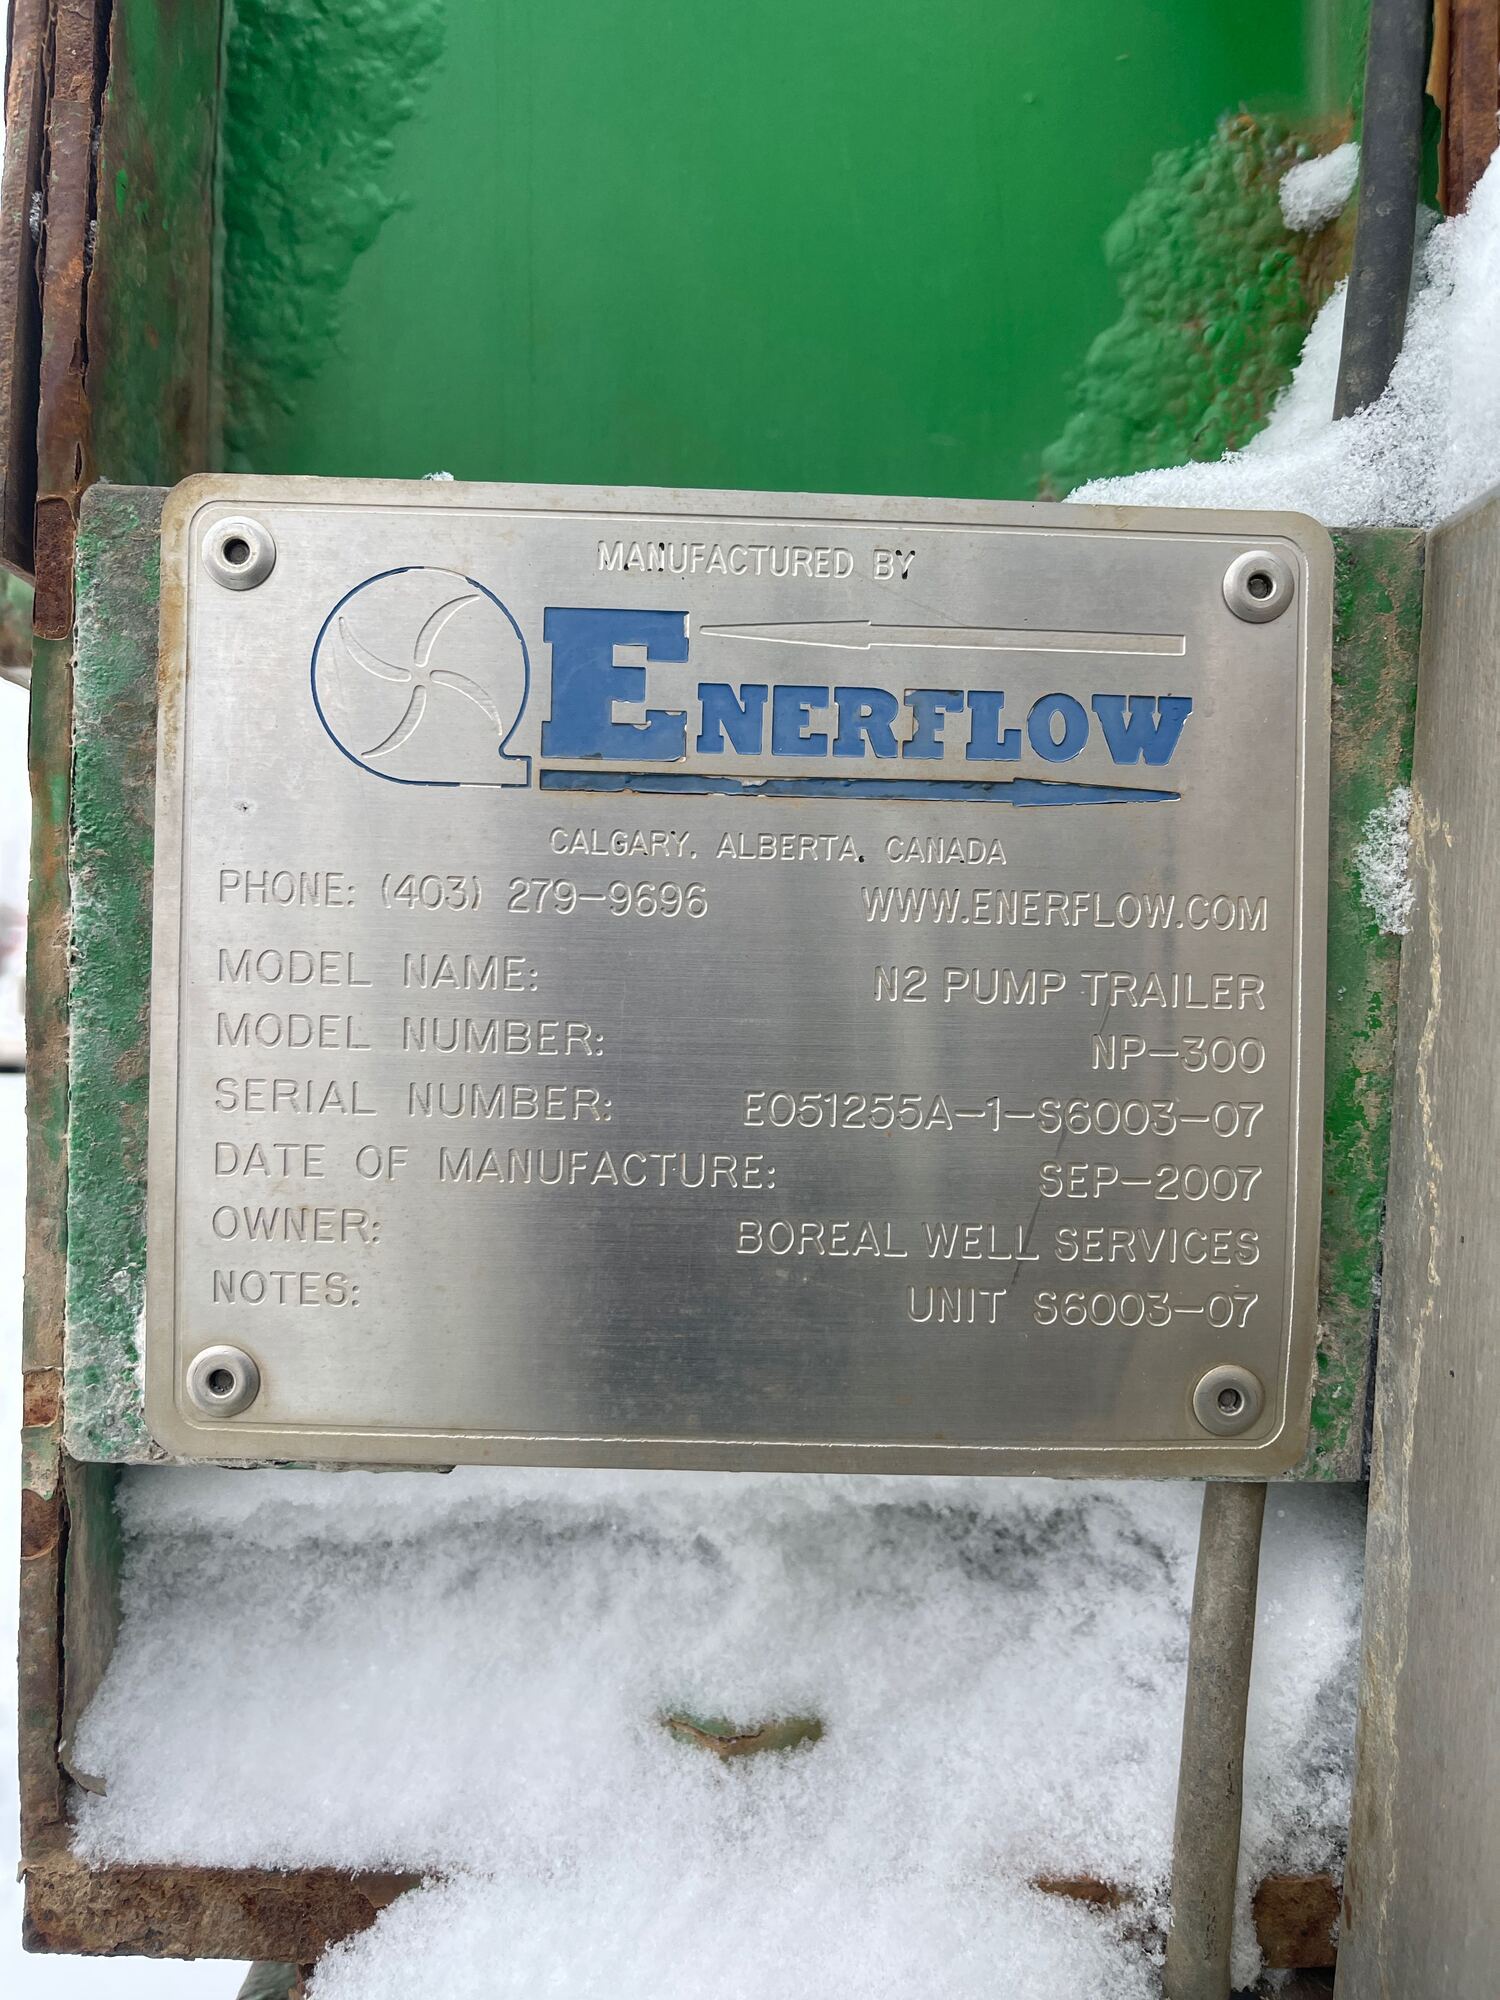 MANUFACTURED BY
ENERFLOW
CALGARY, ALBERTA, CANADA
PHONE: (403) 279-9696 WWW.ENERFLOW.COM
MODEL NAME: N2 PUMP TRAILER
MODEL NUMBER: NP-300
SERIAL NUMBER: E051255A-1-S6003-07
DATE OF MANUFACTURE: SEP-2007
OWNER: BOREAL WELL SERVICES
NOTES: UNIT S6003-07